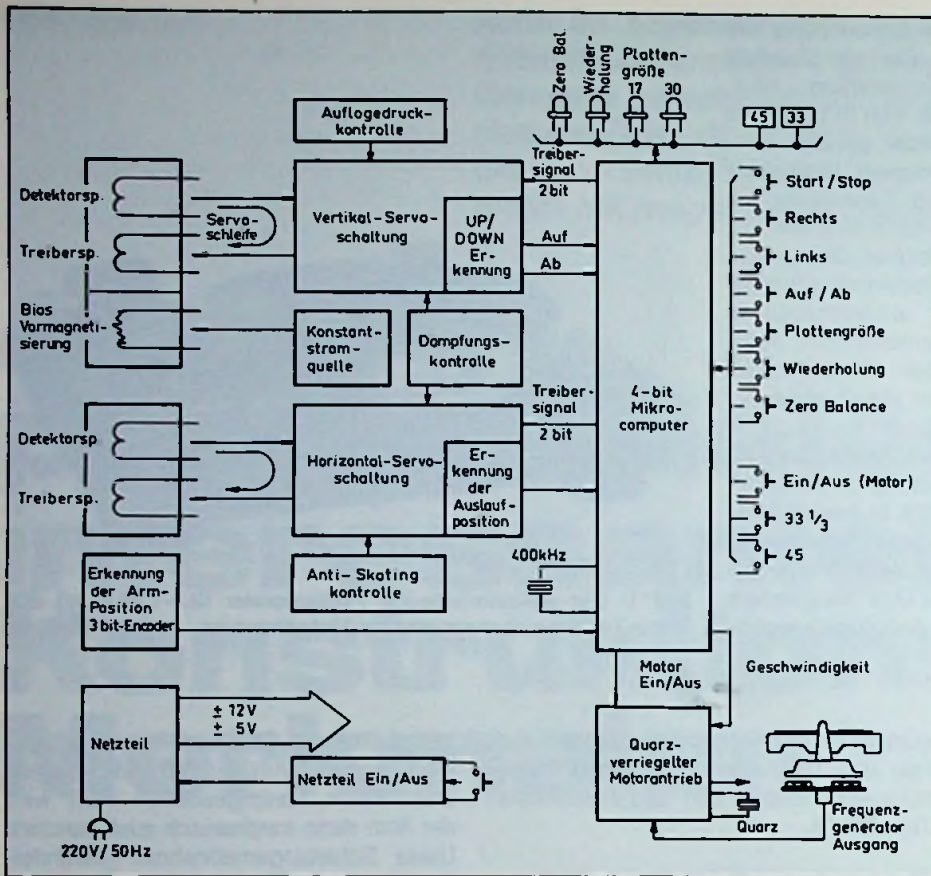 Zero Bal.
Wieder-
holung
Platten-
größe
17 30
45 33
Auflagedruck-
kontrolle
Detektorsp.
Servo-
schleife
Treibersp.
Bias
Vormagneti-
sierung
Vertikal-Servo-
schaltung
UP/
DOWN
Er-
kennung
Treiber-
signal
2 bit
Auf
Ab
Konstant-
strom-
quelle
Dämpfungs-
kontrolle
4-bit
Mikro-
computer
Start/Stop
Rechts
Links
Auf/Ab
Plattengröße
Wiederholung
Zero Balance
Ein/Aus (Motor)
33 1/3
45
Detektorsp.
Treibersp.
Horizontal-Servo-
schaltung
Er-
kennung
der
Auslauf-
position
Treiber-
signal
2 bit
Erkennung
der Arm-
Position
3bit-Encoder
Anti-Skating
kontrolle
400kHz
Motor
Ein/Aus
Geschwindigkeit
Netzteil
± 12V
± 5V
220V/50Hz
Netzteil Ein/Aus
Quarz-
verriegelter
Motorantrieb
Quarz
Frequenz-
generator
Ausgang